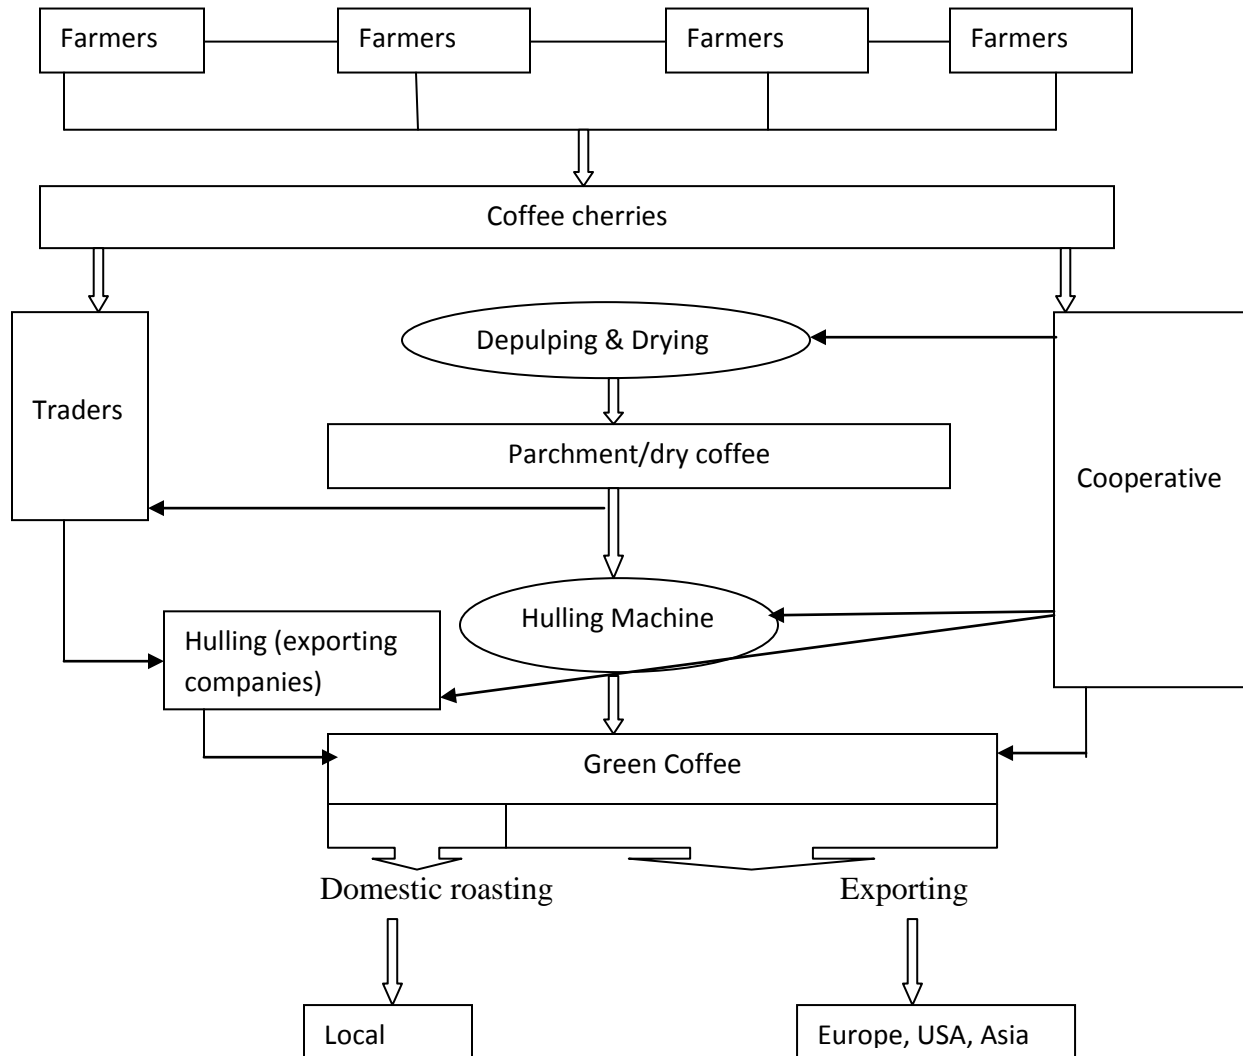 Farmers
Farmers
Farmers
Farmers
Coffee cherries
Depulping & Drying
Traders
Parchment/dry coffee
Cooperative
Hulling Machine
Hulling (exporting
companies)
Green Coffee
Domestic roasting
Exporting
Local
Europe, USA, Asia